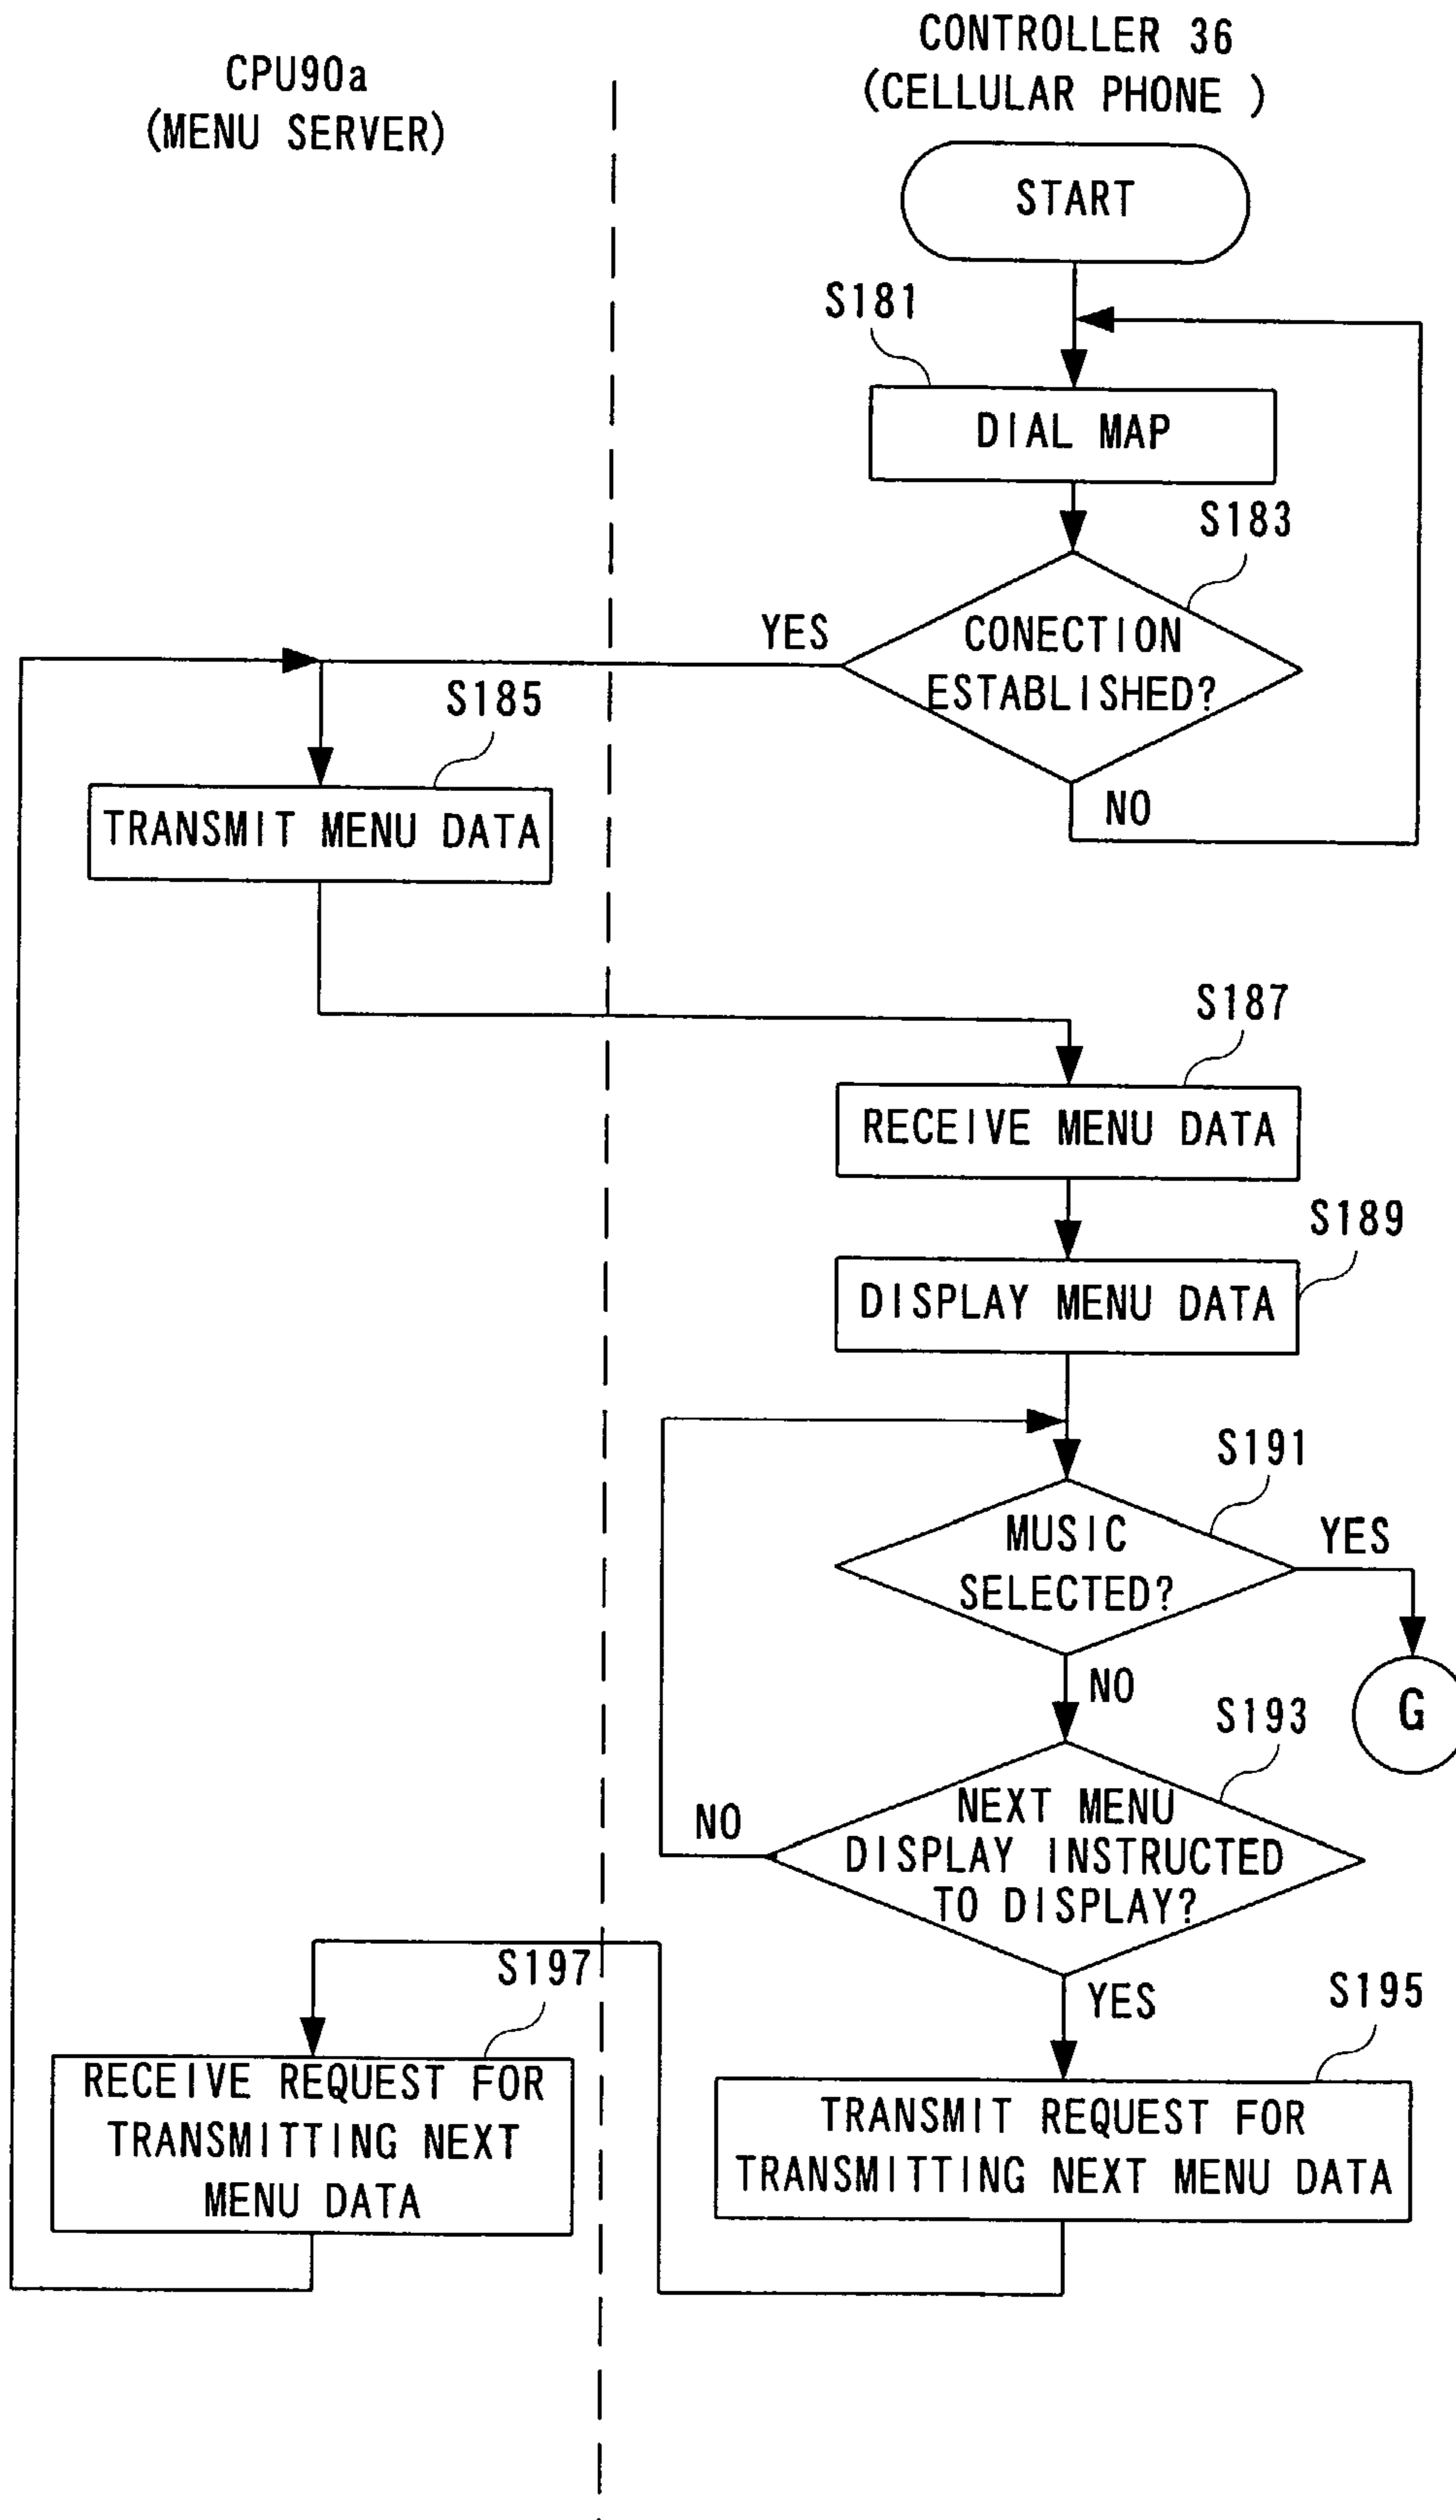 CPU90a
(MENU SERVER)
CONTROLLER 36
(CELLULAR PHONE )
START
S181
DIAL MAP
S183
CONECTION
ESTABLISHED?
YES
NO
S185
TRANSMIT MENU DATA
S187
RECEIVE MENU DATA
S189
DISPLAY MENU DATA
S191
MUSIC
SELECTED?
YES
G
NO
S193
NEXT MENU
DISPLAY INSTRUCTED
TO DISPLAY?
NO
YES
S195
TRANSMIT REQUEST FOR
TRANSMITTING NEXT MENU DATA
S197
RECEIVE REQUEST FOR
TRANSMITTING NEXT
MENU DATA